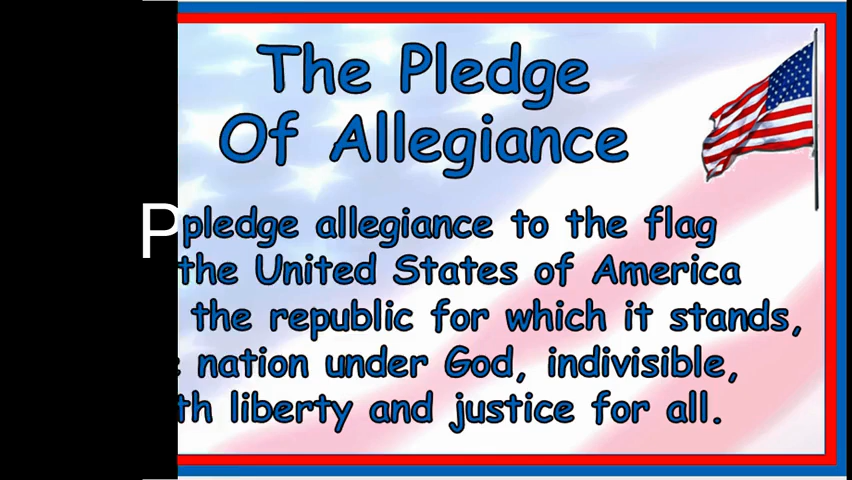 The Pledge
Of Allegiance
P
pledge allegiance to the flag
the United States of America
the republic for which it stands,
nation under God, indivisible,
th liberty and justice for all.